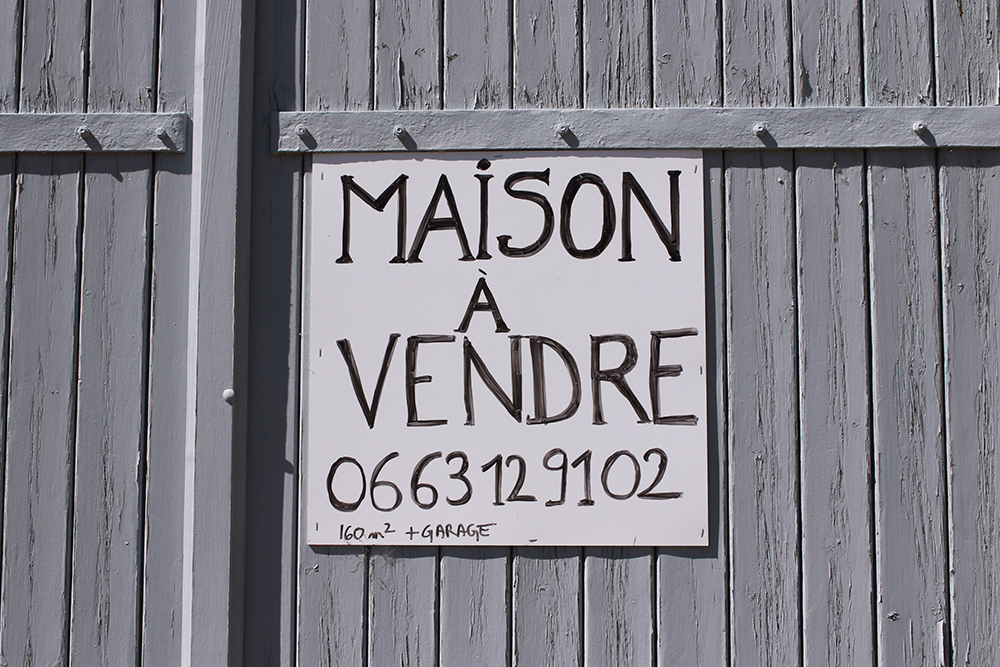 MAiSON
À
VENDRE
0663129102
160 m² + GARAGE